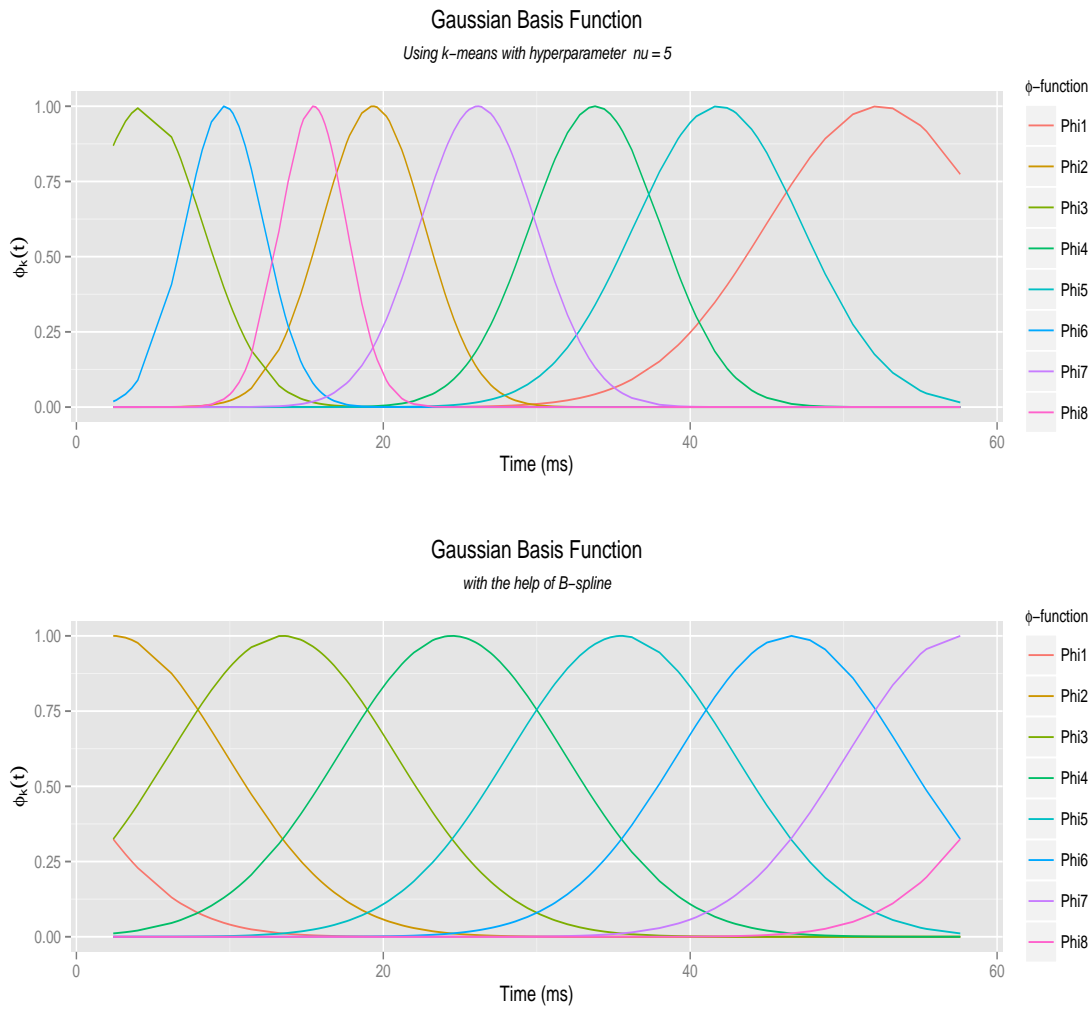 Gaussian Basis Function
Using k−means with hyperparameter nu = 5
ϕ−function
Phi1
Phi2
Phi3
Phi4
Phi5
Phi6
Phi7
Phi8
ϕk(t)
1.00
0.75
0.50
0.25
0.00
0
20
40
60
Time (ms)
Gaussian Basis Function
with the help of B−spline
ϕ−function
Phi1
Phi2
Phi3
Phi4
Phi5
Phi6
Phi7
Phi8
ϕk(t)
1.00
0.75
0.50
0.25
0.00
0
20
40
60
Time (ms)